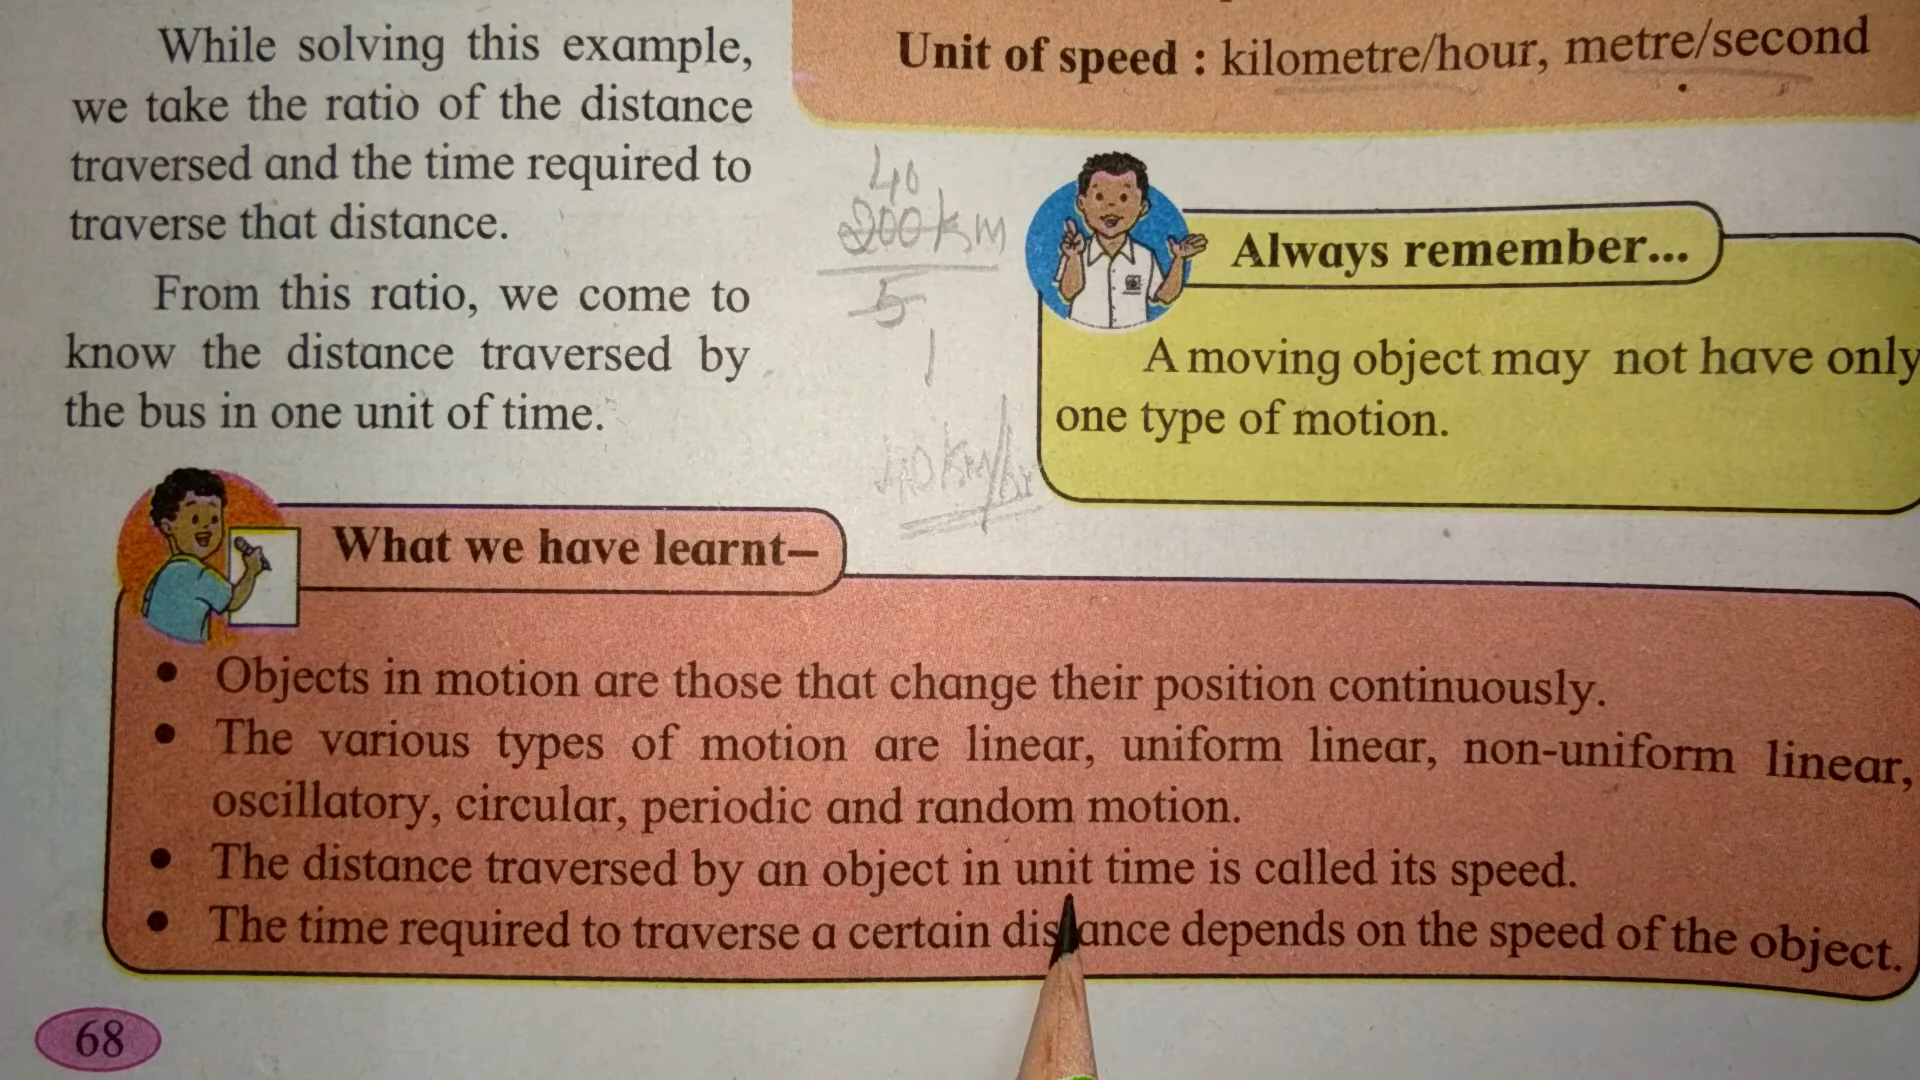 While solving this example,
we take the ratio of the distance
traversed and the time required to
traverse that distance.
From this ratio, we come to
know the distance traversed by
the bus in one unit of time.
Unit of speed : kilometre/hour, metre/second
40
200 km
5
1
40 km/hr
Always remember...
A moving object may not have only
one type of motion.
What we have learnt–
• Objects in motion are those that change their position continuously.
• The various types of motion are linear, uniform linear, non-uniform linear,
oscillatory, circular, periodic and random motion.
• The distance traversed by an object in unit time is called its speed.
• The time required to traverse a certain distance depends on the speed of the object.
68